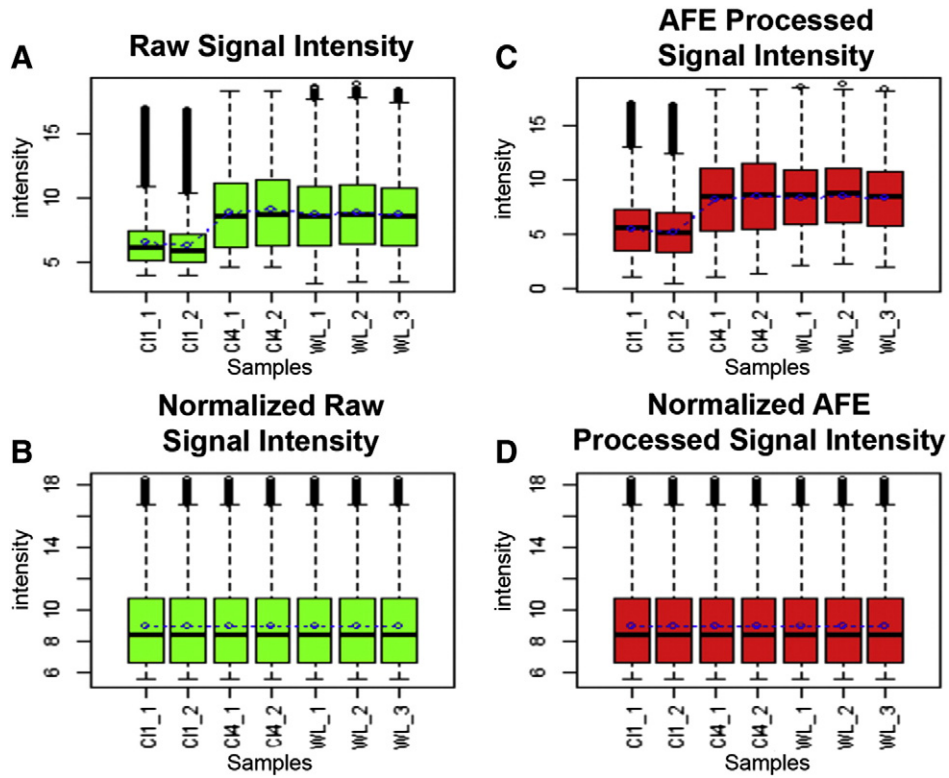 A
Raw Signal Intensity
intensity
15
10
5
Cl1_1
Cl1_2
Cl4_1
Cl4_2
WL_1
WL_2
WL_3
Samples
C
AFE Processed
Signal Intensity
intensity
15
10
5
0
Cl1_1
Cl1_2
Cl4_1
Cl4_2
WL_1
WL_2
WL_3
Samples
B
Normalized Raw
Signal Intensity
intensity
18
14
10
8
6
Cl1_1
Cl1_2
Cl4_1
Cl4_2
WL_1
WL_2
WL_3
Samples
D
Normalized AFE
Processed Signal Intensity
intensity
18
14
10
8
6
Cl1_1
Cl1_2
Cl4_1
Cl4_2
WL_1
WL_2
WL_3
Samples